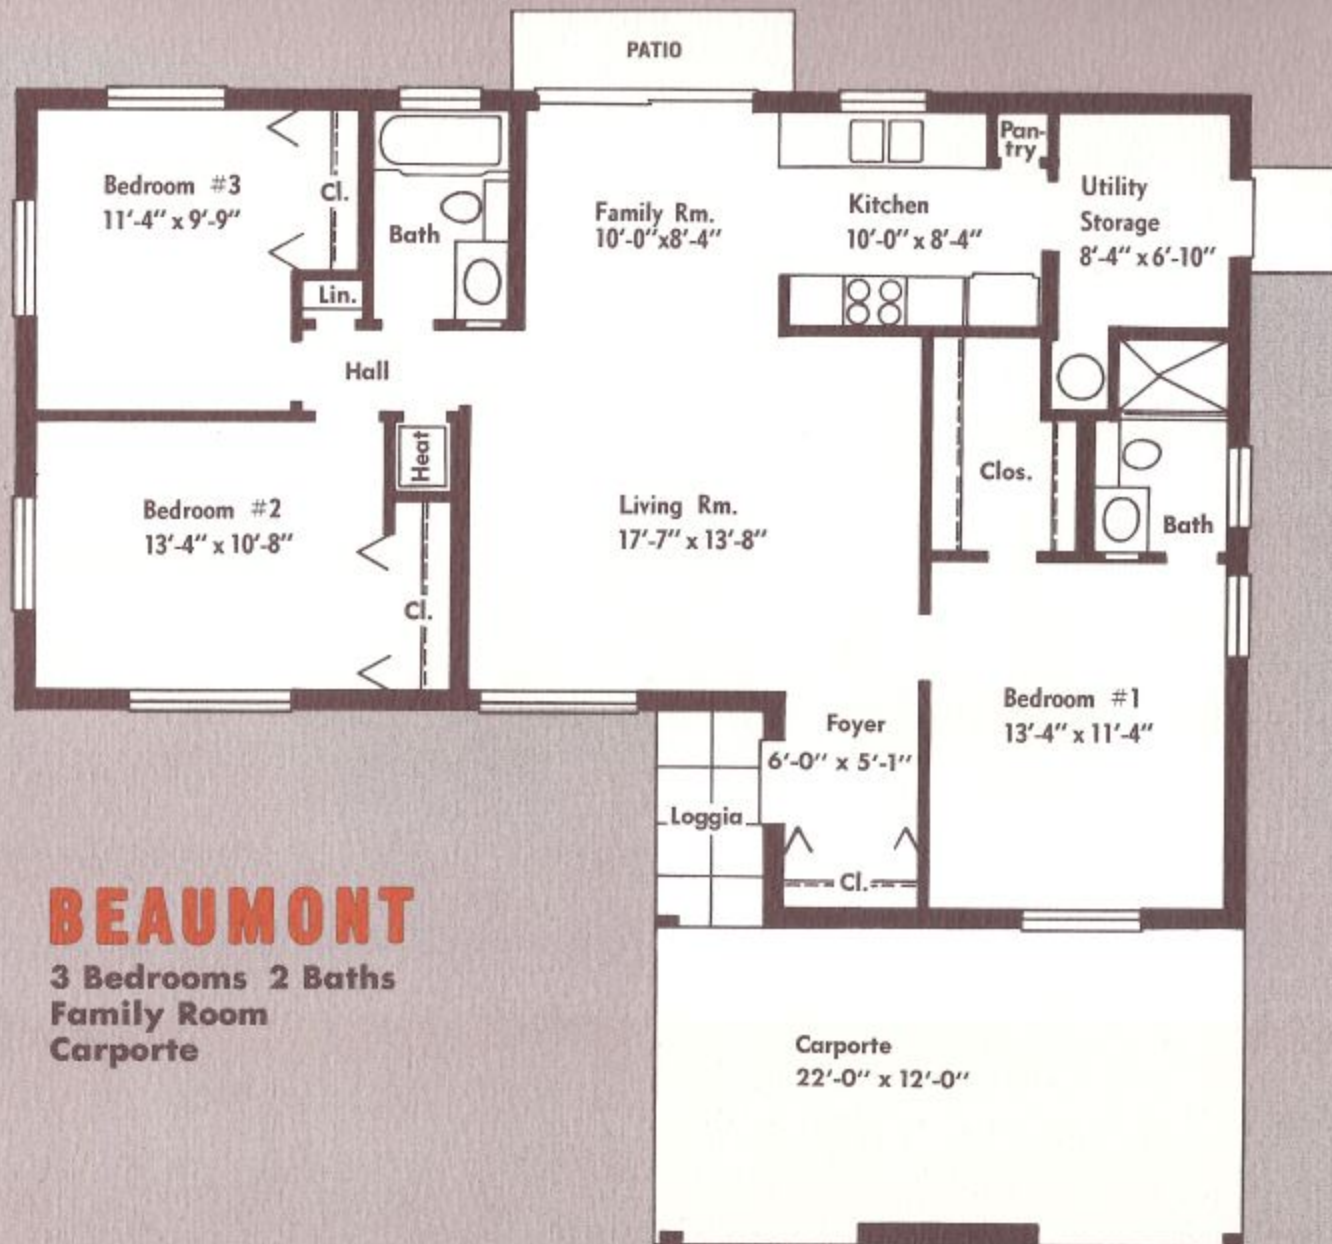 PATIO
Bedroom #3
11'-4" x 9'-9"
Cl.
Lin.
Bath
Family Rm.
10'-0"x8'-4"
Kitchen
10'-0" x 8'-4"
Pan-
try
Utility
Storage
8'-4" x 6'-10"
Hall
Heat
Bedroom #2
13'-4" x 10'-8"
Cl.
Living Rm.
17'-7" x 13'-8"
Clos.
Bath
Bedroom #1
13'-4" x 11'-4"
Foyer
6'-0" x 5'-1"
Loggia
Cl.
BEAUMONT
3 Bedrooms 2 Baths
Family Room
Carporte
Carporte
22'-0" x 12'-0"